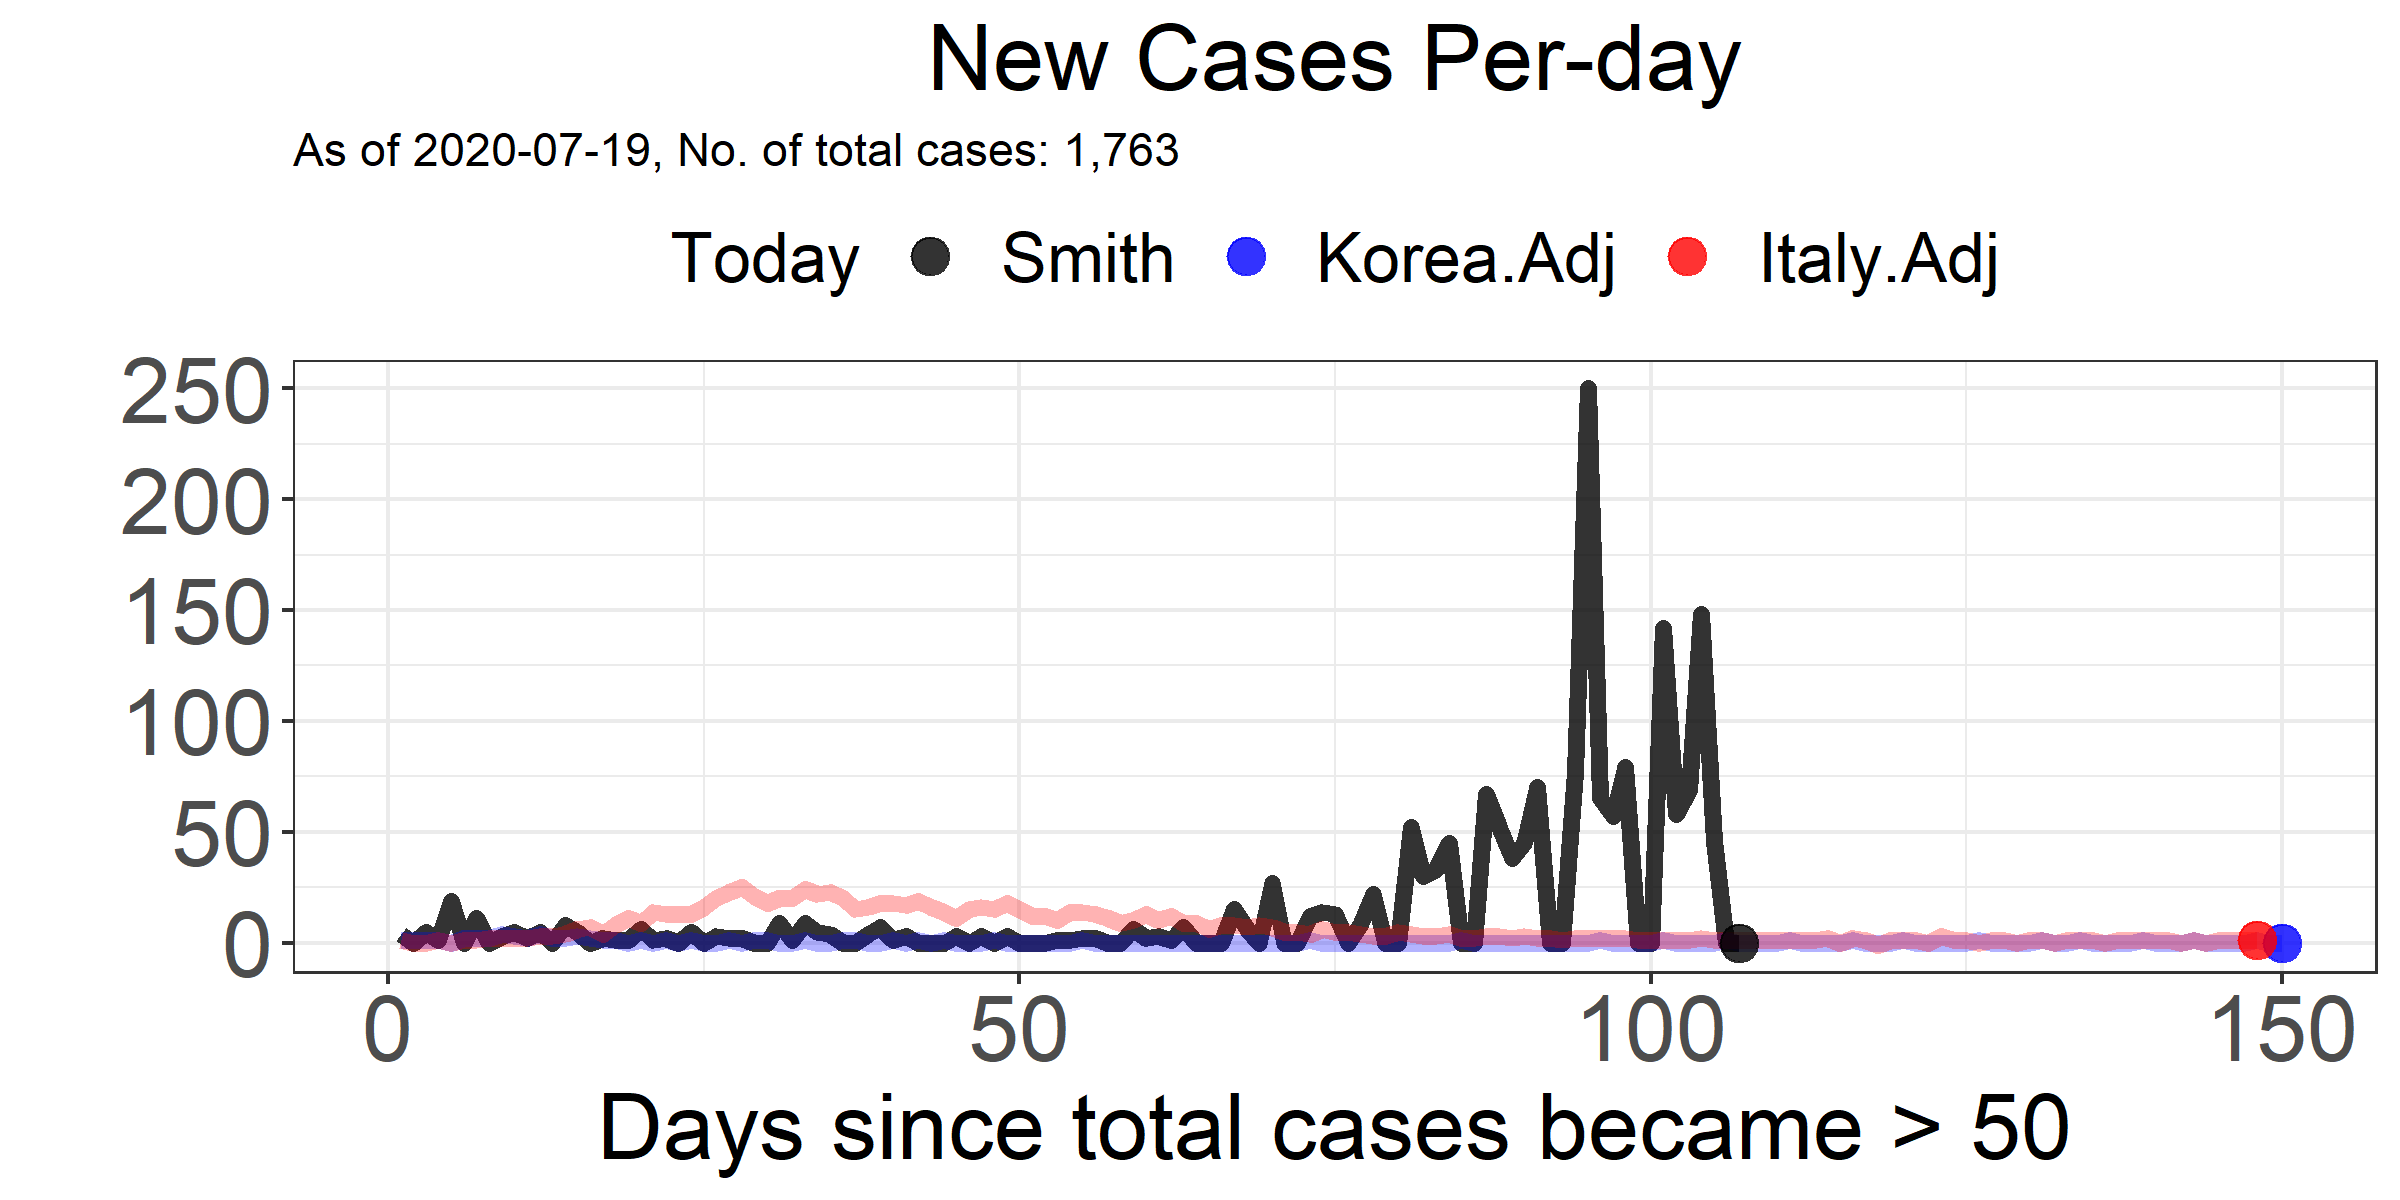 New Cases Per-day
As of 2020-07-19, No. of total cases: 1,763
Today Smith Korea.Adj Italy.Adj
250
200
150
100
50
0
0 50 100 150
Days since total cases became > 50